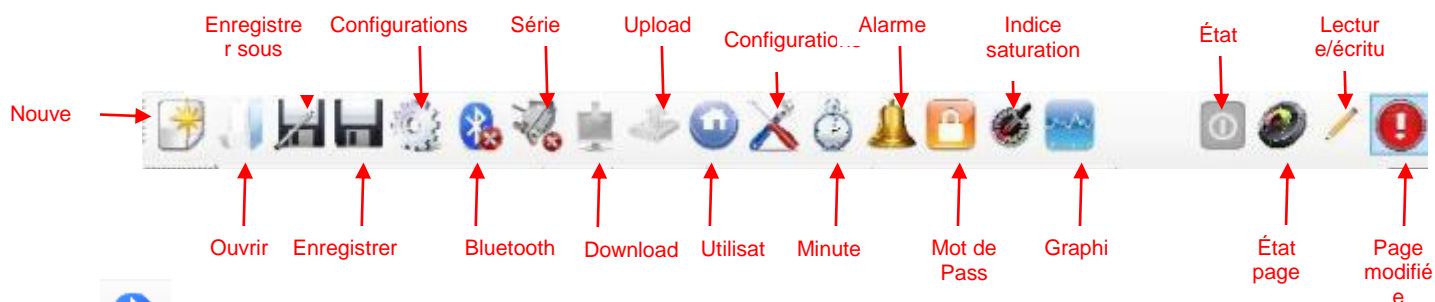 Enregistre
r sous
Configurations
Série
Upload
Configuration
Alarme
Indice
saturation
État
Lectur
e/écritu
Nouve
Ouvrir
Enregistrer
Bluetooth
Download
Utilisat
Minute
Mot de
Pass
Graphi
État
page
Page
modifié
e